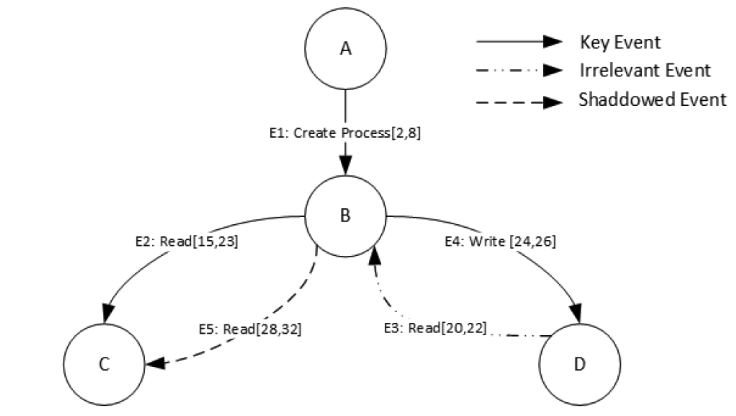 A
Key Event
Irrelevant Event
Shaddowed Event
E1: Create Process[2,8]
B
E2: Read[15,23]
E4: Write [24,26]
E5: Read[28,32]
E3: Read[20,22]
C
D